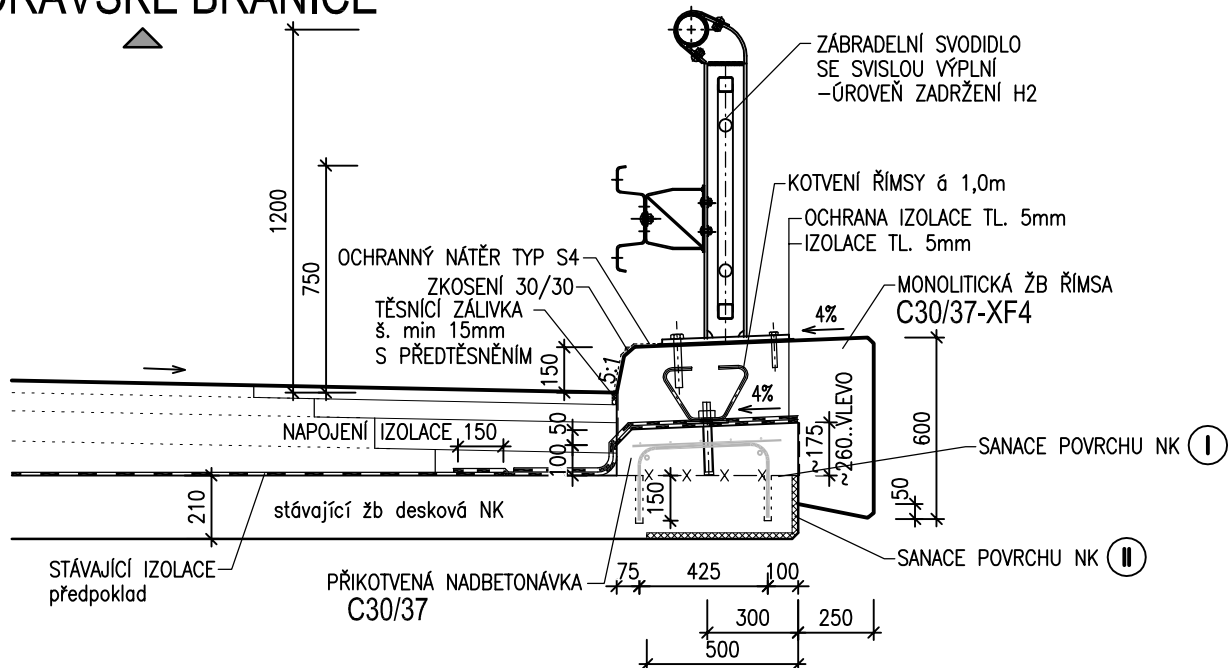 ORAVSKÉ BRANICE
ZÁBRADELNÍ SVODIDLO
SE SVISLOU VÝPLNÍ
-ÚROVEŇ ZADRŽENÍ H2
1200
750
KOTVENÍ ŘÍMSY á 1,0m
OCHRANA IZOLACE TL. 5mm
IZOLACE TL. 5mm
OCHRANNÝ NÁTĚR TYP S4
ZKOSENÍ 30/30
TĚSNÍCÍ ZÁLIVKA
š. min 15mm
S PŘEDTĚSNĚNÍM
MONOLITICKÁ ŽB ŘÍMSA
C30/37-XF4
4%
150
5:1
4%
NAPOJENÍ IZOLACE 150
50
100
~175
~260..VLEVO
600
50
SANACE POVRCHU NK I
210
stávající žb desková NK
150
STÁVAJÍCÍ IZOLACE
předpoklad
PŘIKOTVENÁ NADBETONÁVKA
C30/37
SANACE POVRCHU NK II
75
425
100
300
250
500